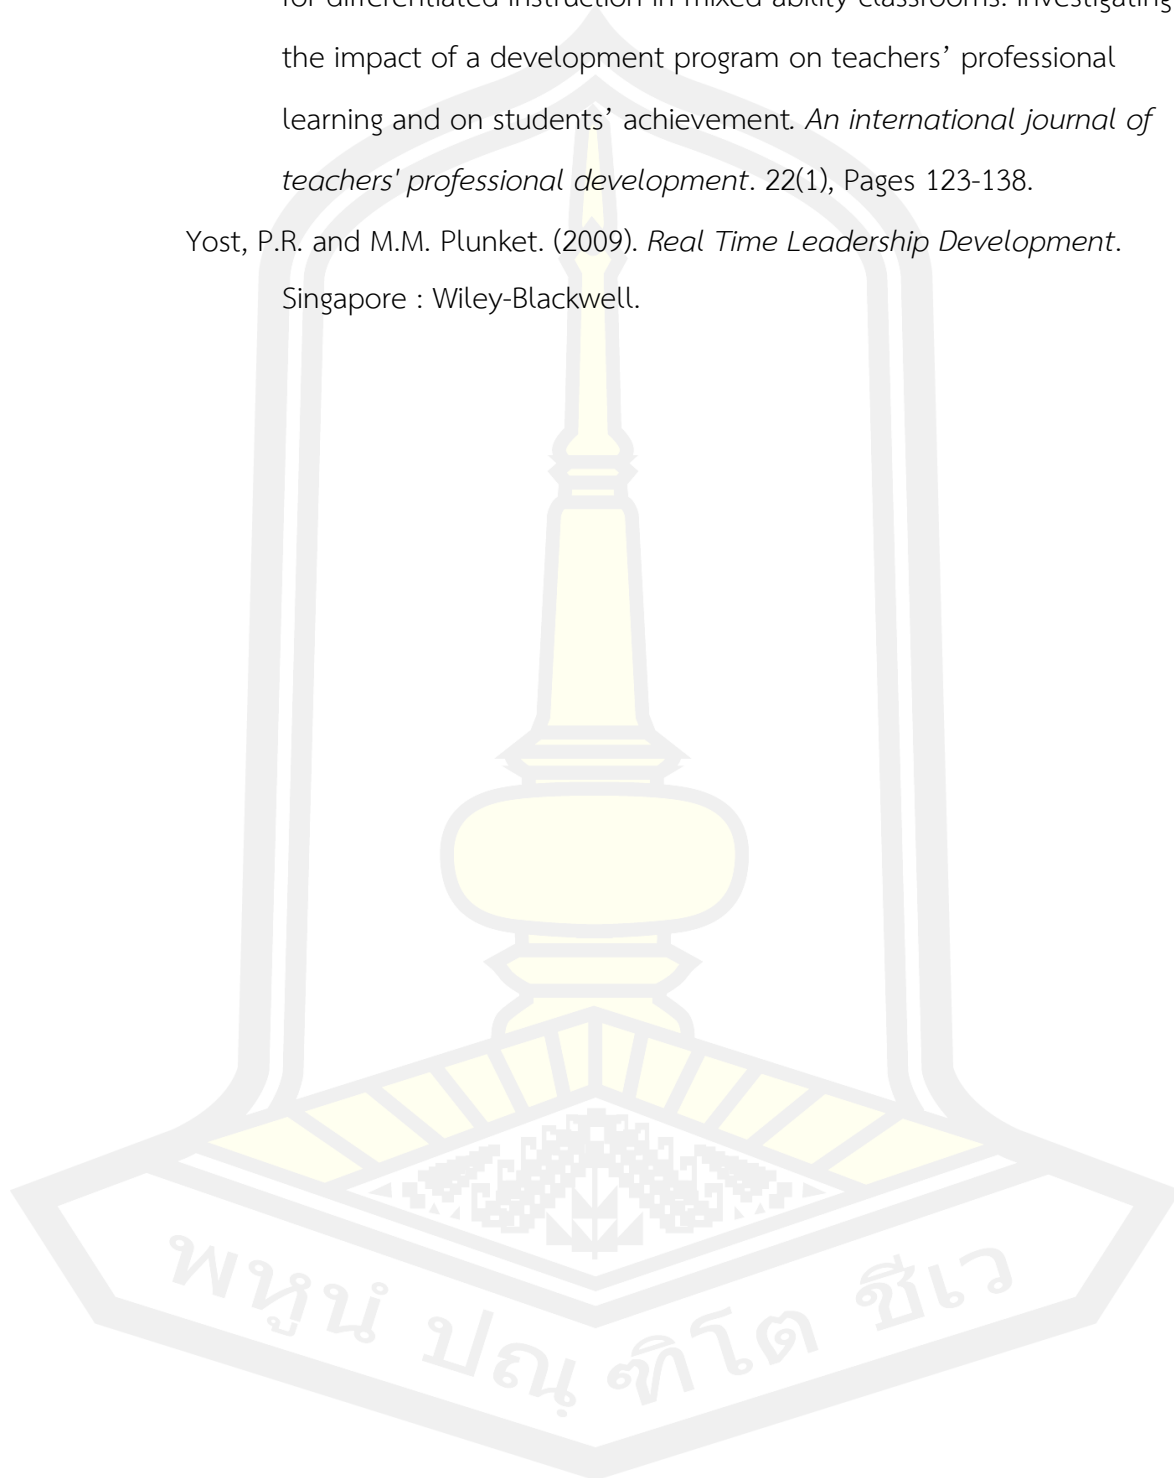 for differentiated instruction in mixed ability classrooms: investigating
the impact of a development program on teachers’ professional
learning and on students’ achievement. An international journal of
teachers' professional development. 22(1), Pages 123-138.
Yost, P.R. and M.M. Plunket. (2009). Real Time Leadership Development.
Singapore : Wiley-Blackwell.
พหูนํ ปณฺฑิโต ชีเว